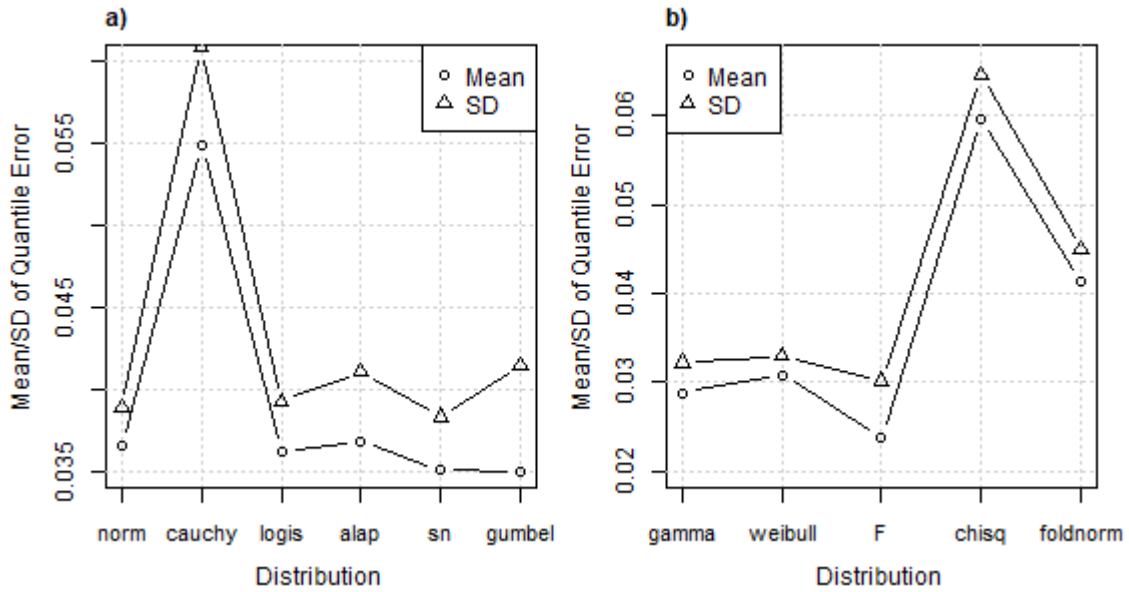 a)
Mean/SD of Quantile Error
0.055
0.045
0.035
Mean
SD
norm cauchy logis alap sn gumbel
Distribution
b)
Mean/SD of Quantile Error
0.06
0.05
0.04
0.03
0.02
Mean
SD
gamma weibull F chisq foldnorm
Distribution